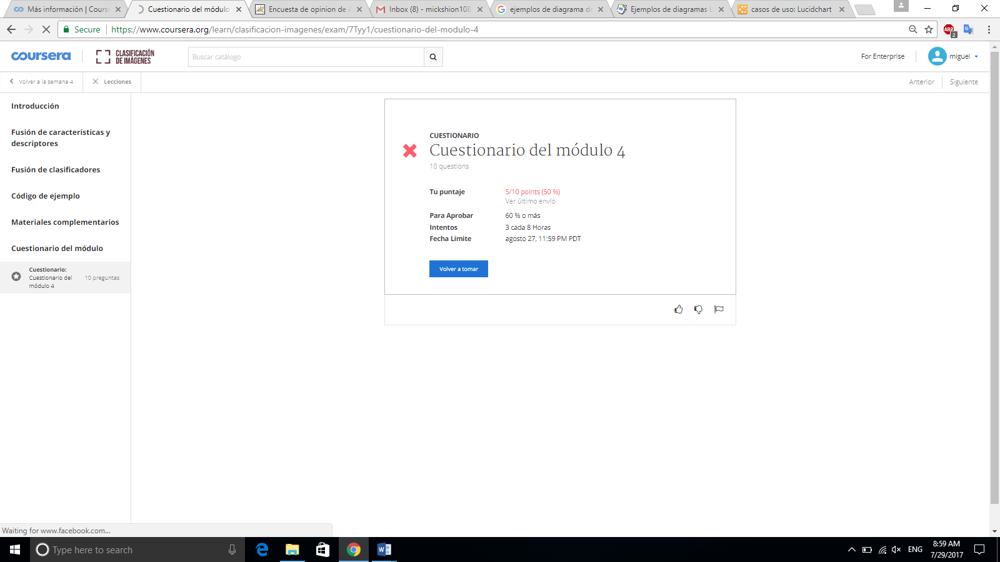 Más información | Course
Cuestionario del módulo
Encuesta de opinion de A
Inbox (8) - mickshion108
ejemplos de diagrama de
Ejemplos de diagramas U
casos de uso: Lucidchart
Secure
https://www.coursera.org/learn/clasificacion-imagenes/exam/7Tyy1/cuestionario-del-modulo-4
ABP
2
coursera
CLASIFICACIÓN
DE IMÁGENES
Buscar catálogo
For Enterprise
miguel
Volver a la semana 4
Lecciones
Anterior
Siguiente
Introducción
Fusión de características y
descriptores
Fusión de clasificadores
Código de ejemplo
Materiales complementarios
Cuestionario del módulo
Cuestionario:
Cuestionario del
módulo 4
10 preguntas
CUESTIONARIO
Cuestionario del módulo 4
10 questions
Tu puntaje
5/10 points (50 %)
Ver último envío
Para Aprobar
60 % o más
Intentos
3 cada 8 Horas
Fecha Límite
agosto 27, 11:59 PM PDT
Volver a tomar
Waiting for www.facebook.com...
Type here to search
ENG
8:59 AM
7/29/2017